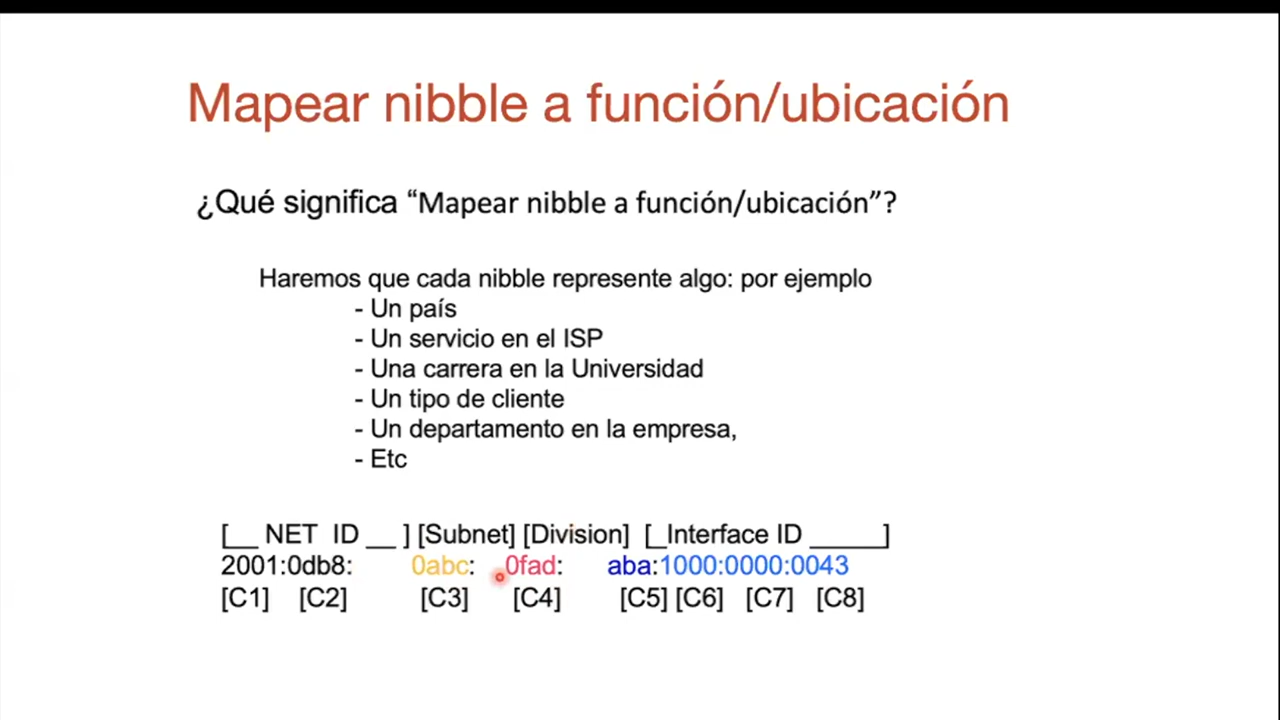 Mapear nibble a función/ubicación
¿Qué significa “Mapear nibble a función/ubicación”?
Haremos que cada nibble represente algo: por ejemplo
- Un país
- Un servicio en el ISP
- Una carrera en la Universidad
- Un tipo de cliente
- Un departamento en la empresa,
- Etc
[__ NET ID __ ] [Subnet] [Division] [_Interface ID _____]
2001:0db8: 0abc: 0fad: aba:1000:0000:0043
[C1] [C2] [C3] [C4] [C5] [C6] [C7] [C8]